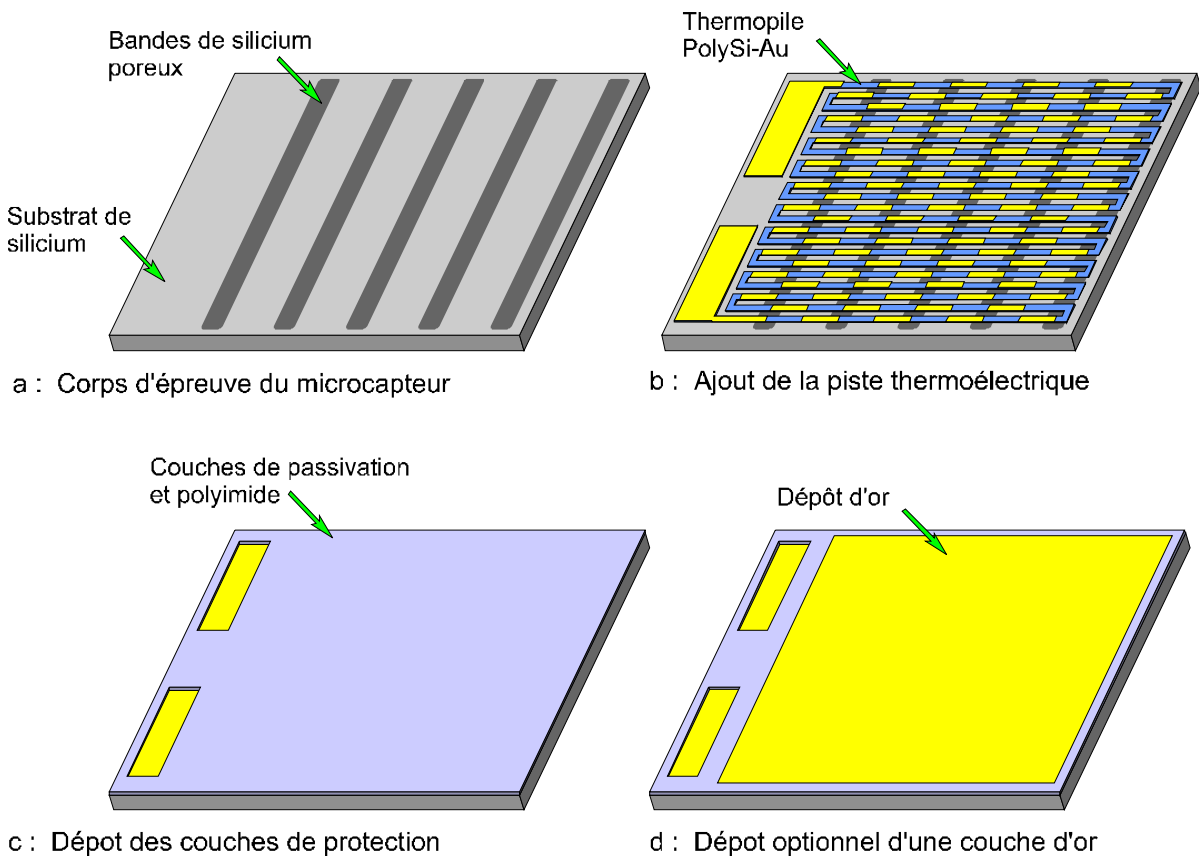 Bandes de silicium
poreux
Thermopile
PolySi-Au
Substrat de
silicium
a : Corps d'épreuve du microcapteur
b : Ajout de la piste thermoélectrique
Couches de passivation
et polyimide
Dépôt d'or
c : Dépot des couches de protection
d : Dépot optionnel d'une couche d'or